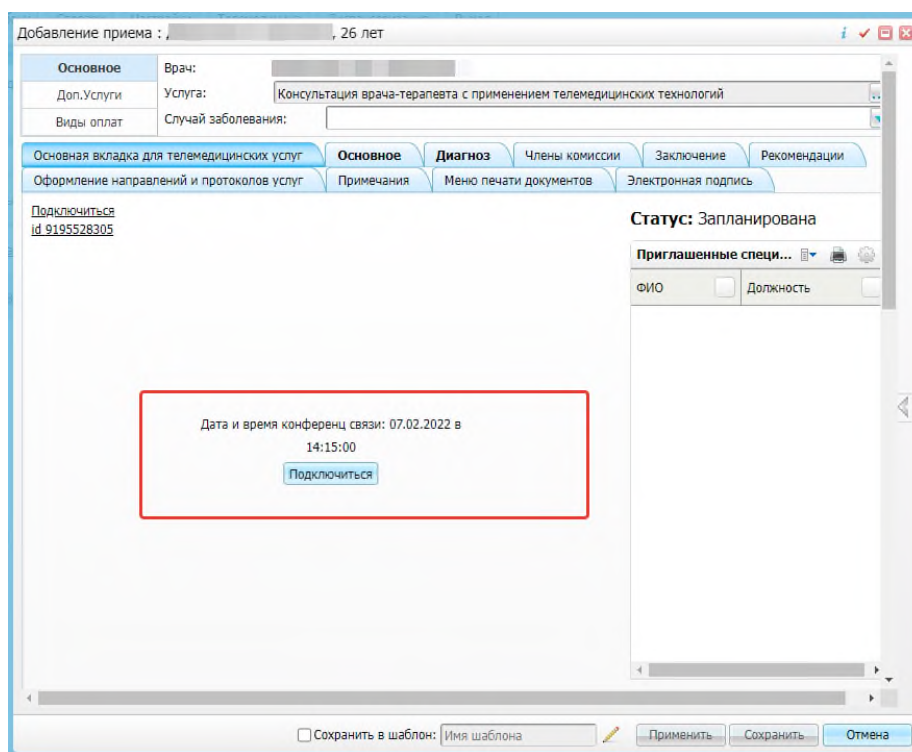 Добавление приема : , 26 лет
Основное
Врач:
Доп.Услуги
Услуга: Консультация врача-терапевта с применением телемедицинских технологий
Виды оплат
Случай заболевания:
Основная вкладка для телемедицинских услуг Основное Диагноз Члены комиссии Заключение Рекомендации
Оформление направлений и протоколов услуг Примечания Меню печати документов Электронная подпись
Подключиться
id 9195528305
Статус: Запланирована
Приглашенные специ...
ФИО Должность
Дата и время конференц связи: 07.02.2022 в
14:15:00
Подключиться
Сохранить в шаблон: Имя шаблона Применить Сохранить Отмена